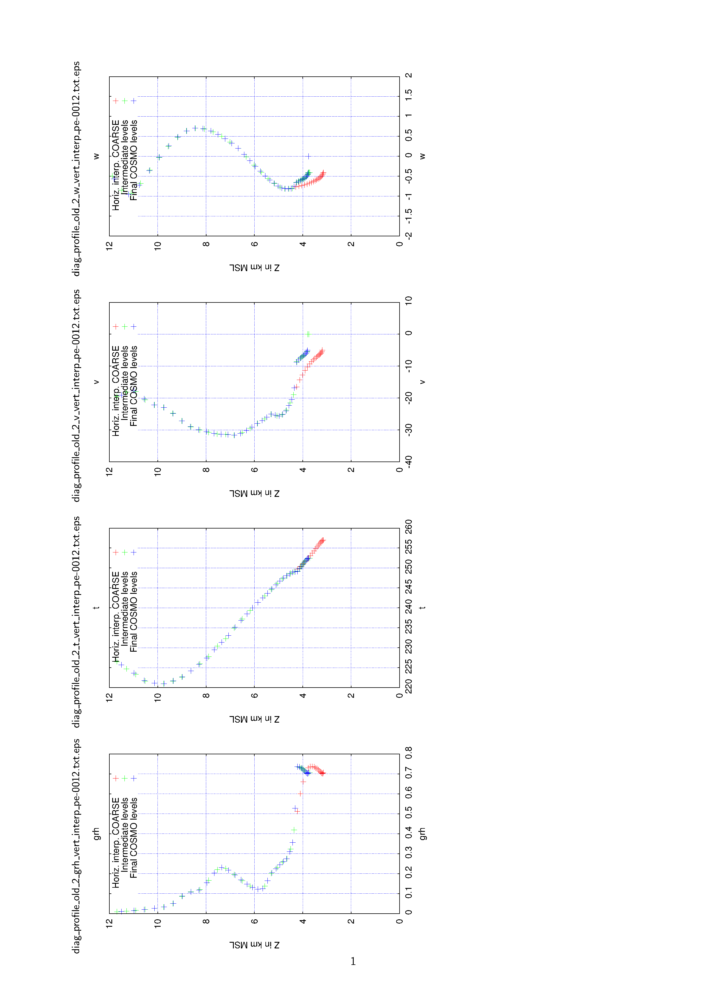 diag_profile_old_2_grh_vert_interp_pe-0012.txt.eps
grh
Horiz. interp. COARSE
Intermediate levels
Final COSMO levels
12
10
8
6
4
2
0
Z in km MSL
0 0.1 0.2 0.3 0.4 0.5 0.6 0.7 0.8
grh
diag_profile_old_2_t_vert_interp_pe-0012.txt.eps
t
Horiz. interp. COARSE
Intermediate levels
Final COSMO levels
12
10
8
6
4
2
0
Z in km MSL
220 225 230 235 240 245 250 255 260
t
diag_profile_old_2_v_vert_interp_pe-0012.txt.eps
v
Horiz. interp. COARSE
Intermediate levels
Final COSMO levels
12
10
8
6
4
2
0
Z in km MSL
-40 -30 -20 -10 0 10
v
diag_profile_old_2_w_vert_interp_pe-0012.txt.eps
w
Horiz. interp. COARSE
Intermediate levels
Final COSMO levels
12
10
8
6
4
2
0
Z in km MSL
-2 -1.5 -1 -0.5 0 0.5 1 1.5 2
w
1